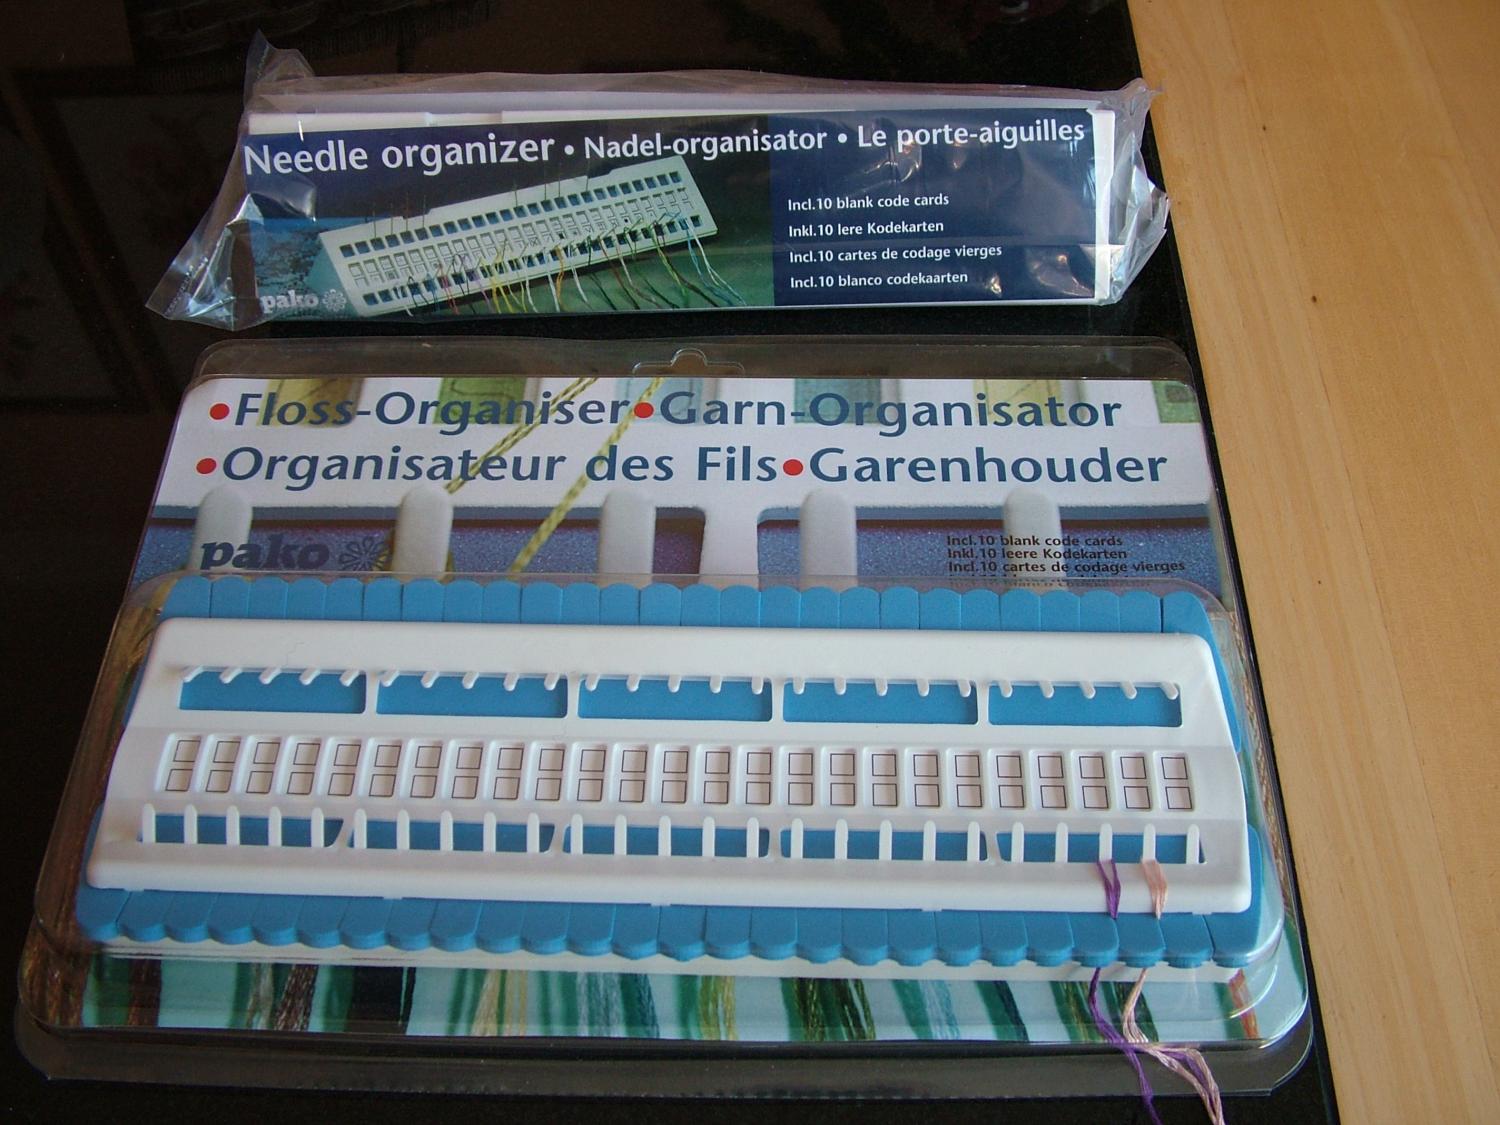 Needle organizer • Nadel-organisator • Le porte-aiguilles
Incl.10 blank code cards
Inkl.10 lere Kodekarten
Incl.10 cartes de codage vierges
Incl.10 blanco codekaarten
pako
•Floss-Organiser•Garn-Organisator
•Organisateur des Fils•Garenhouder
pako
Incl.10 blank code cards
Inkl.10 leere Kodekarten
Incl.10 cartes de codage vierges